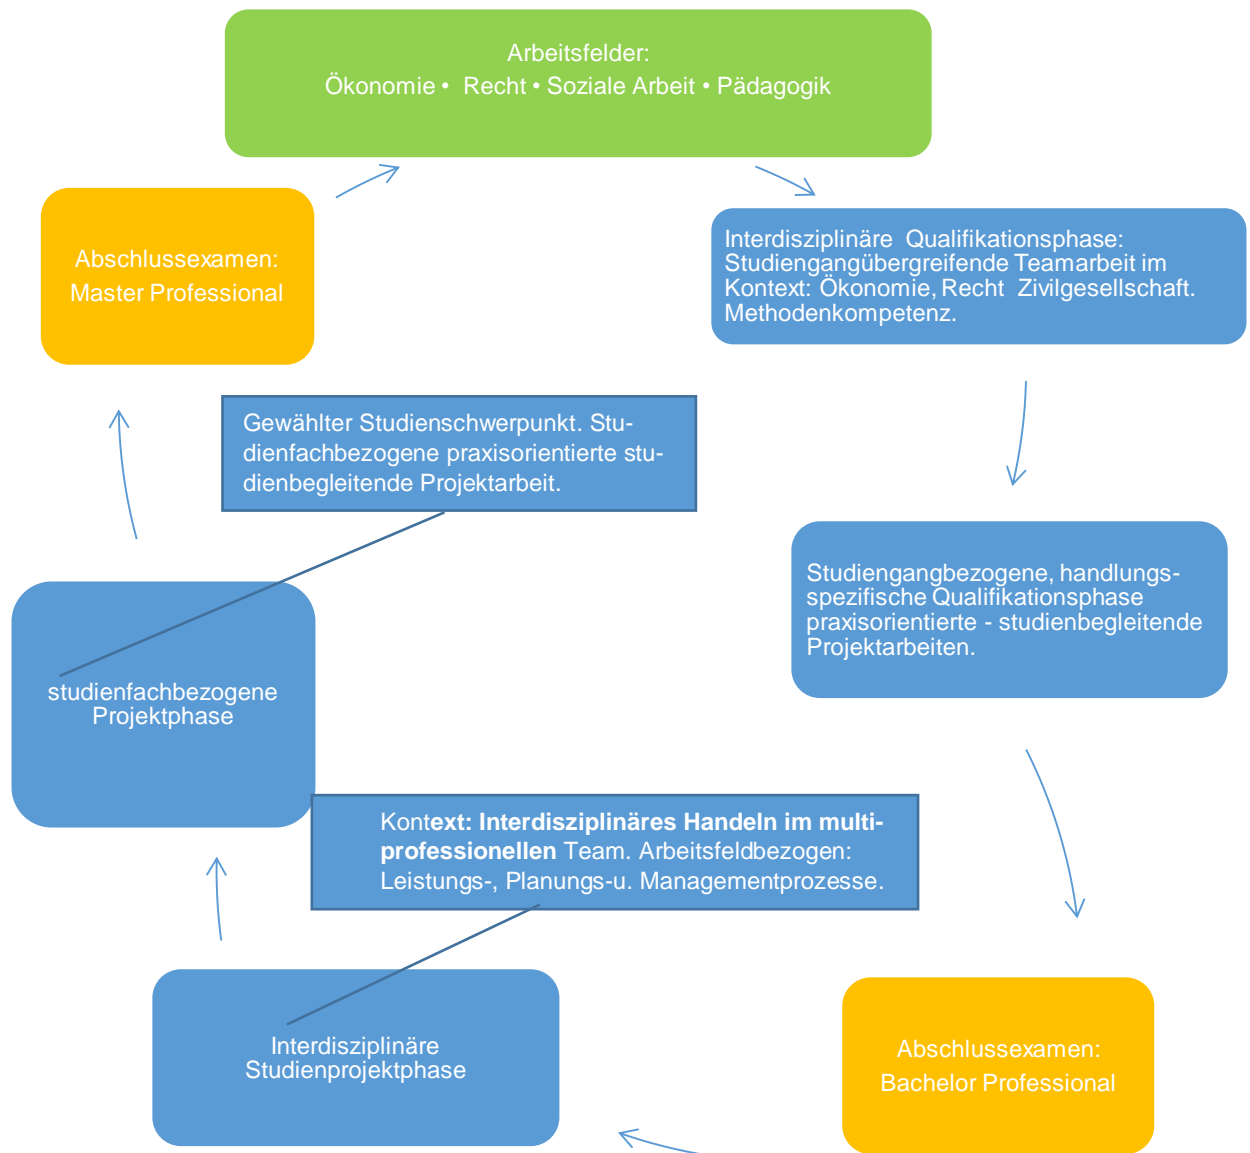 Arbeitsfelder:
Ökonomie • Recht • Soziale Arbeit • Pädagogik
Interdisziplinäre Qualifikationsphase:
Studiengangübergreifende Teamarbeit im
Kontext: Ökonomie, Recht Zivilgesellschaft.
Methodenkompetenz.
Abschlussexamen:
Master Professional
Gewählter Studienschwerpunkt. Stu-
dienfachbezogene praxisorientierte stu-
dienbegleitende Projektarbeit.
Studiengangbezogene, handlungs-
spezifische Qualifikationsphase
praxisorientierte - studienbegleitende
Projektarbeiten.
studienfachbezogene
Projektphase
Kontext: Interdisziplinäres Handeln im multi-
professionellen Team. Arbeitsfeldbezogen:
Leistungs-, Planungs-u. Managementprozesse.
Interdisziplinäre
Studienprojektphase
Abschlussexamen:
Bachelor Professional